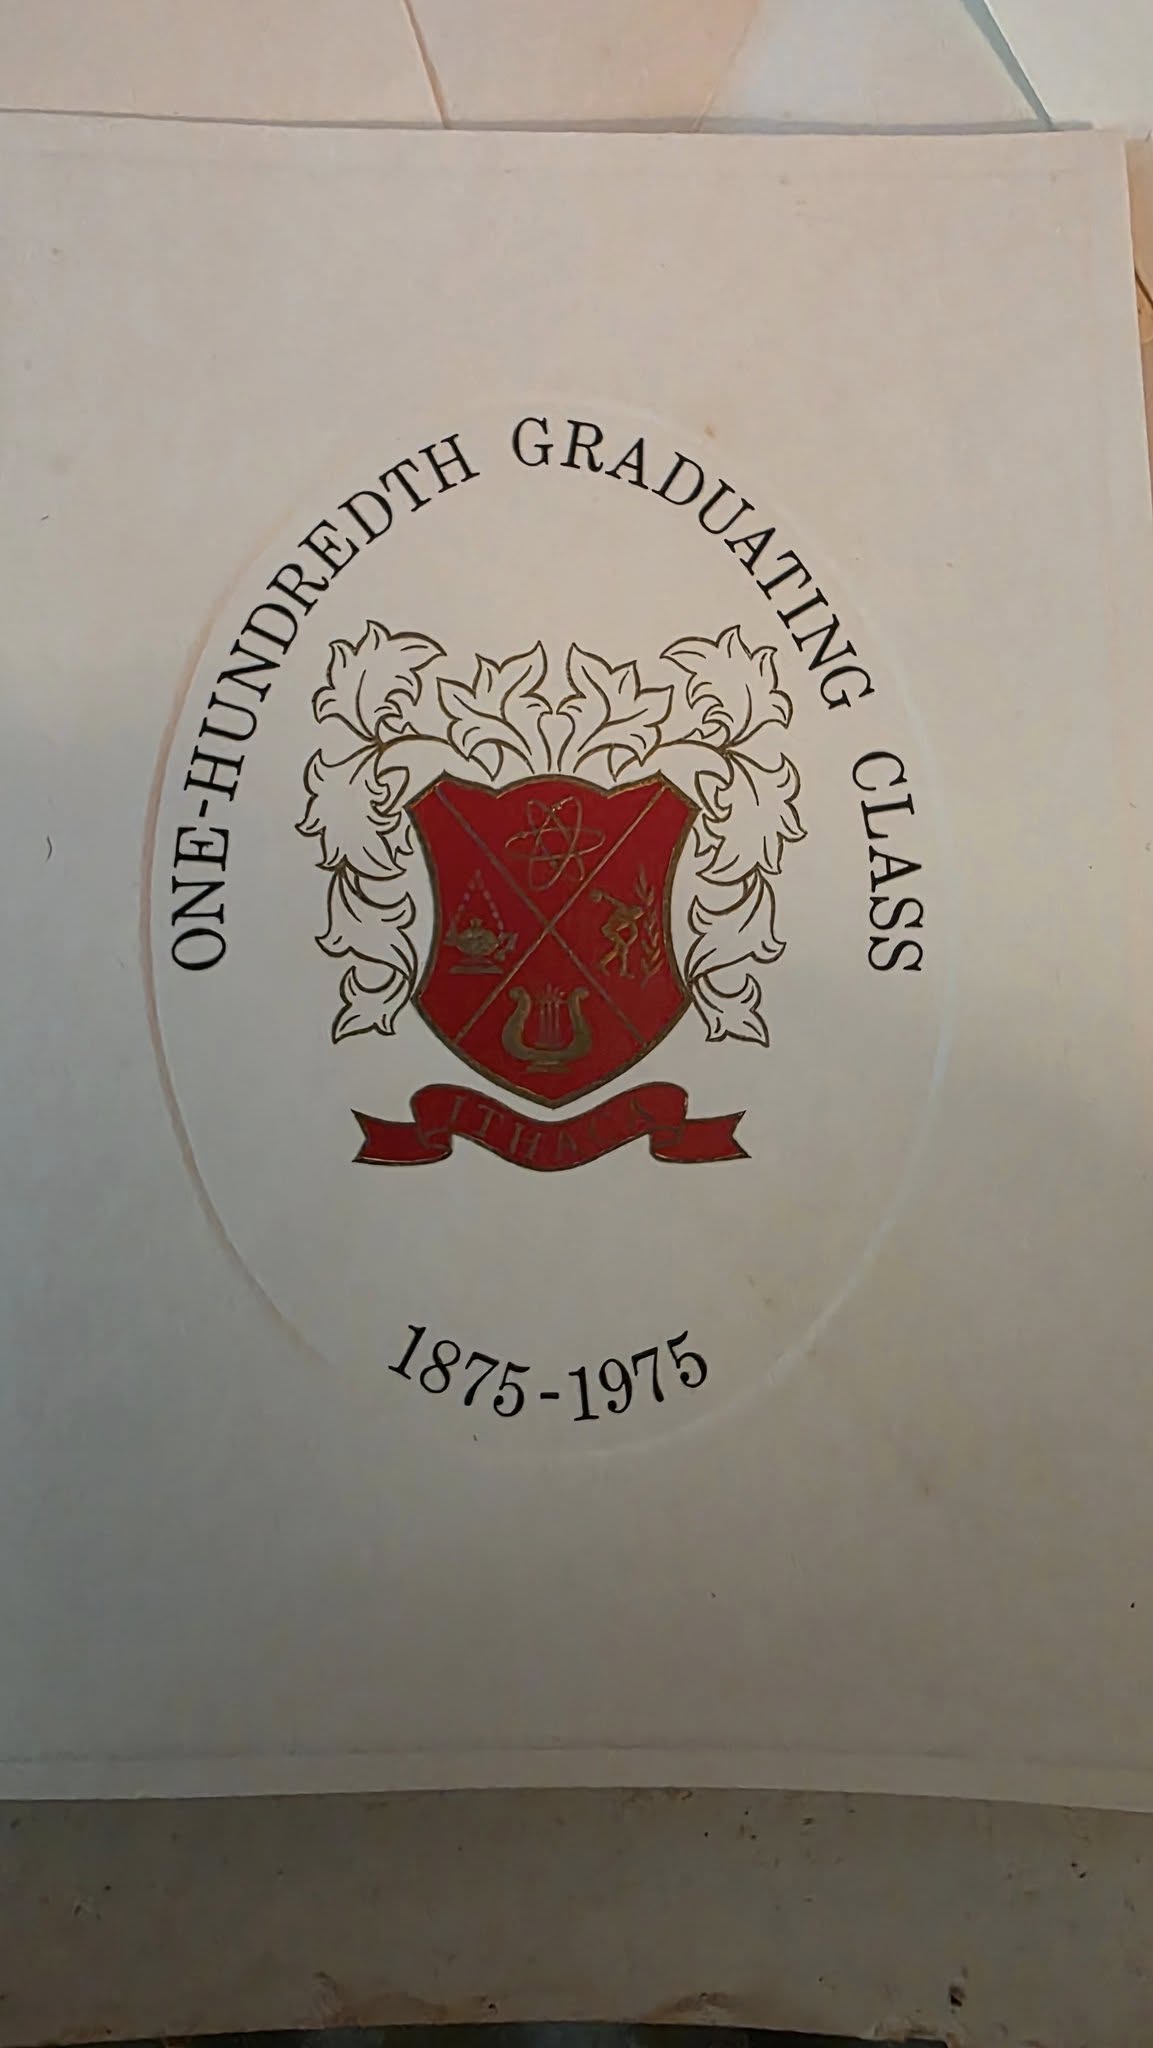 ONE-HUNDREDTH GRADUATING CLASS
ITHACA
1875-1975